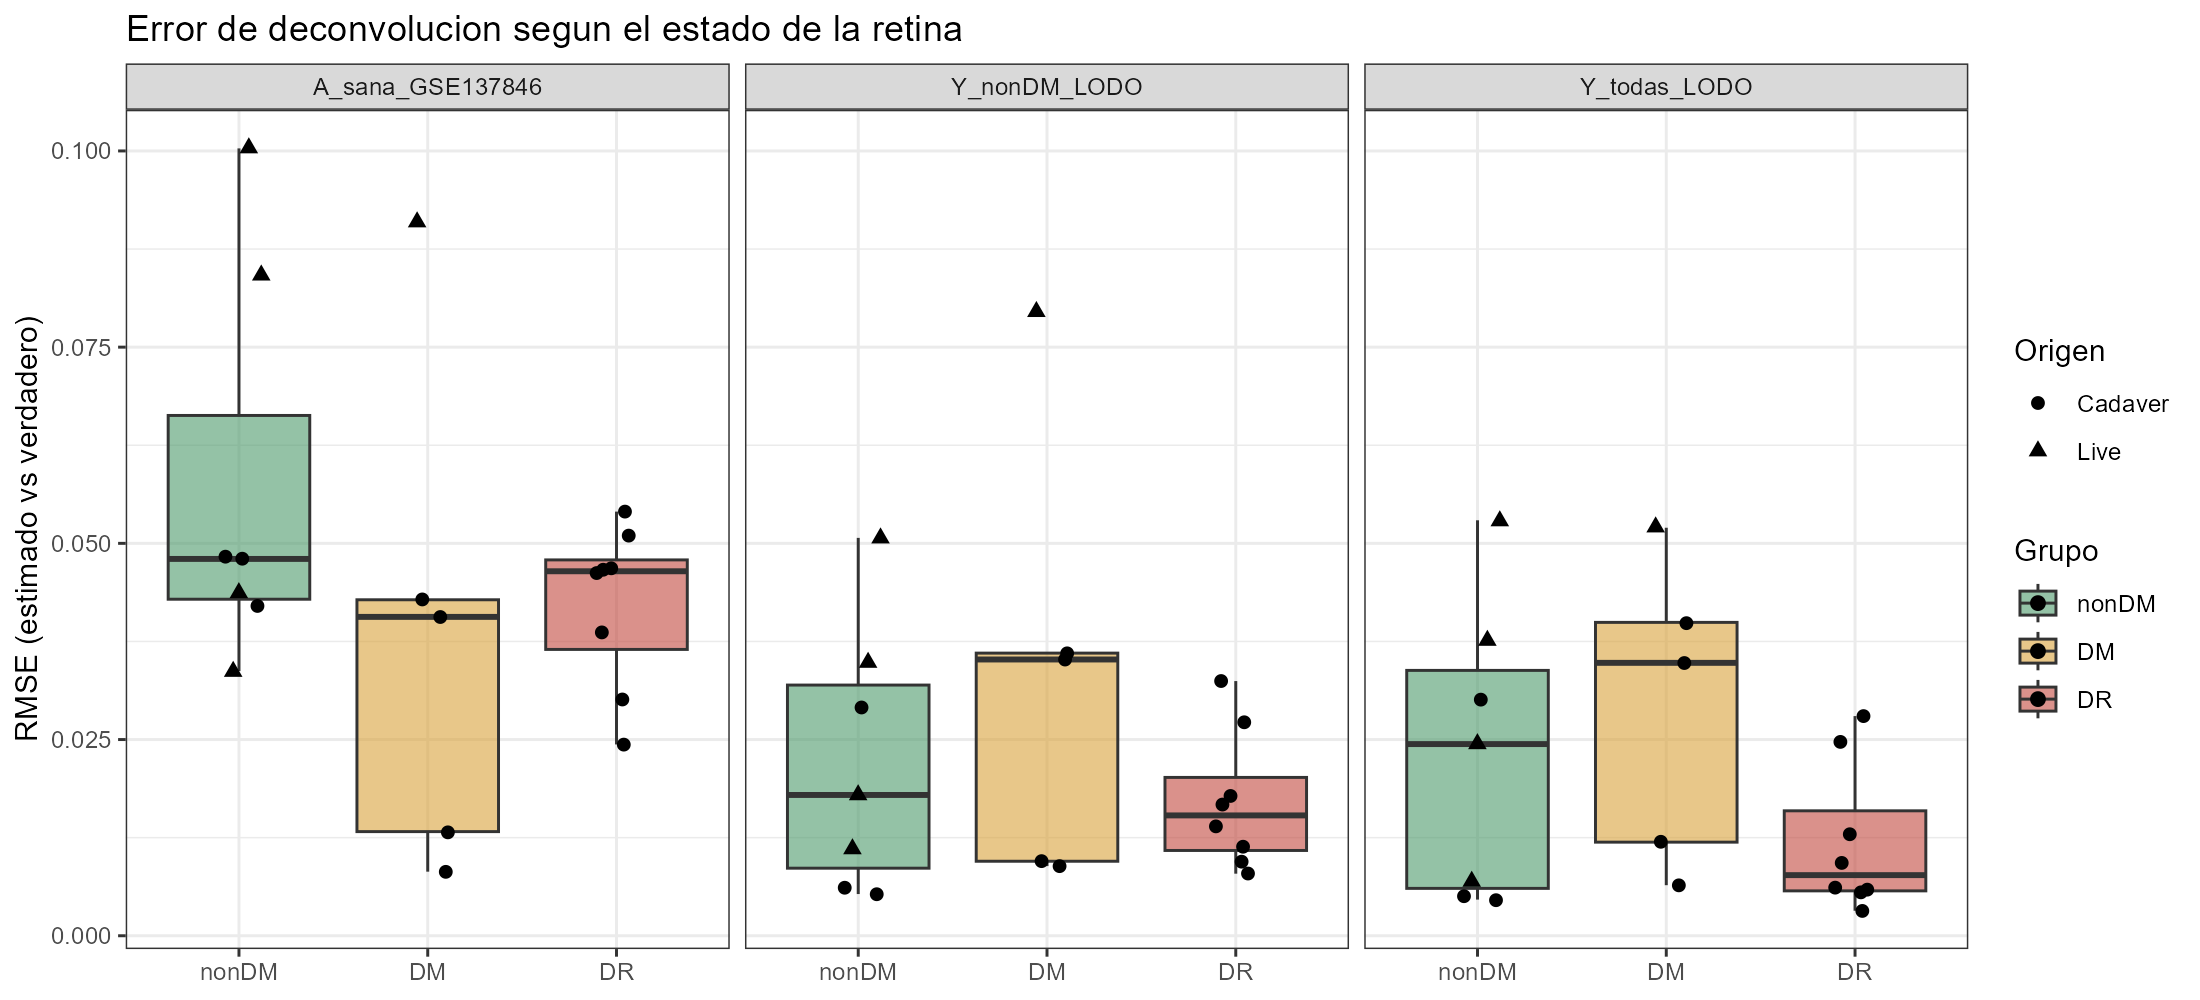 Error de deconvolucion segun el estado de la retina
A_sana_GSE137846
Y_nonDM_LODO
Y_todas_LODO
RMSE (estimado vs verdadero)
0.100
0.075
0.050
0.025
0.000
nonDM
DM
DR
nonDM
DM
DR
nonDM
DM
DR
Origen
Cadaver
Live
Grupo
nonDM
DM
DR